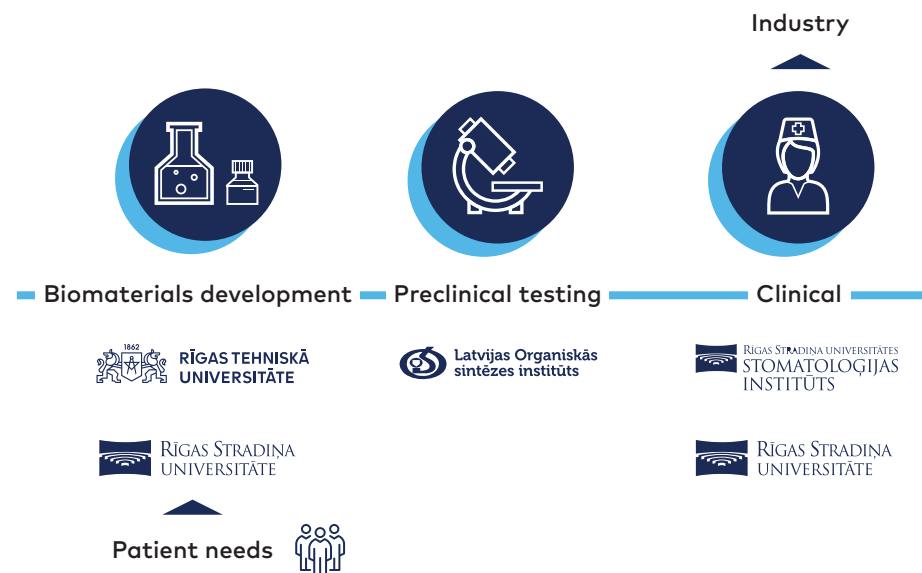 Industry
Biomaterials development
Preclinical testing
Clinical
1862
RĪGAS TEHNISKĀ
UNIVERSITĀTE
Latvijas Organiskās
sintēzes institūts
RĪGAS STRADIŅA UNIVERSITĀTES
STOMATOLOĢIJAS
INSTITŪTS
RĪGAS STRADIŅA
UNIVERSITĀTE
RĪGAS STRADIŅA
UNIVERSITĀTE
Patient needs